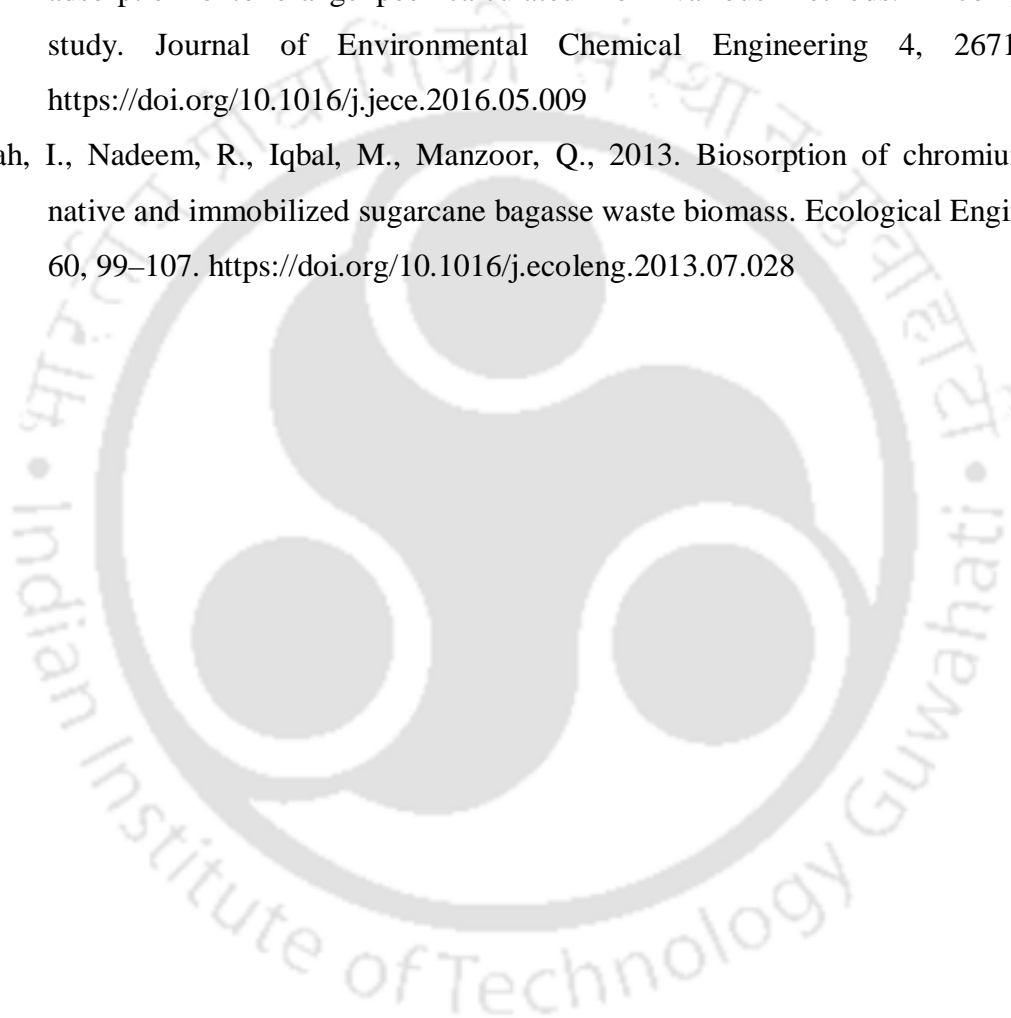 study. Journal of Environmental Chemical Engineering 4, 2671
https://doi.org/10.1016/j.jece.2016.05.009
ah, I., Nadeem, R., Iqbal, M., Manzoor, Q., 2013. Biosorption of chromiu
native and immobilized sugarcane bagasse waste biomass. Ecological Engi
60, 99–107. https://doi.org/10.1016/j.ecoleng.2013.07.028
भारतीय प्रौद्योगिकी संस्थान गुवाहाटी
• Indian Institute of Technology Guwahati •